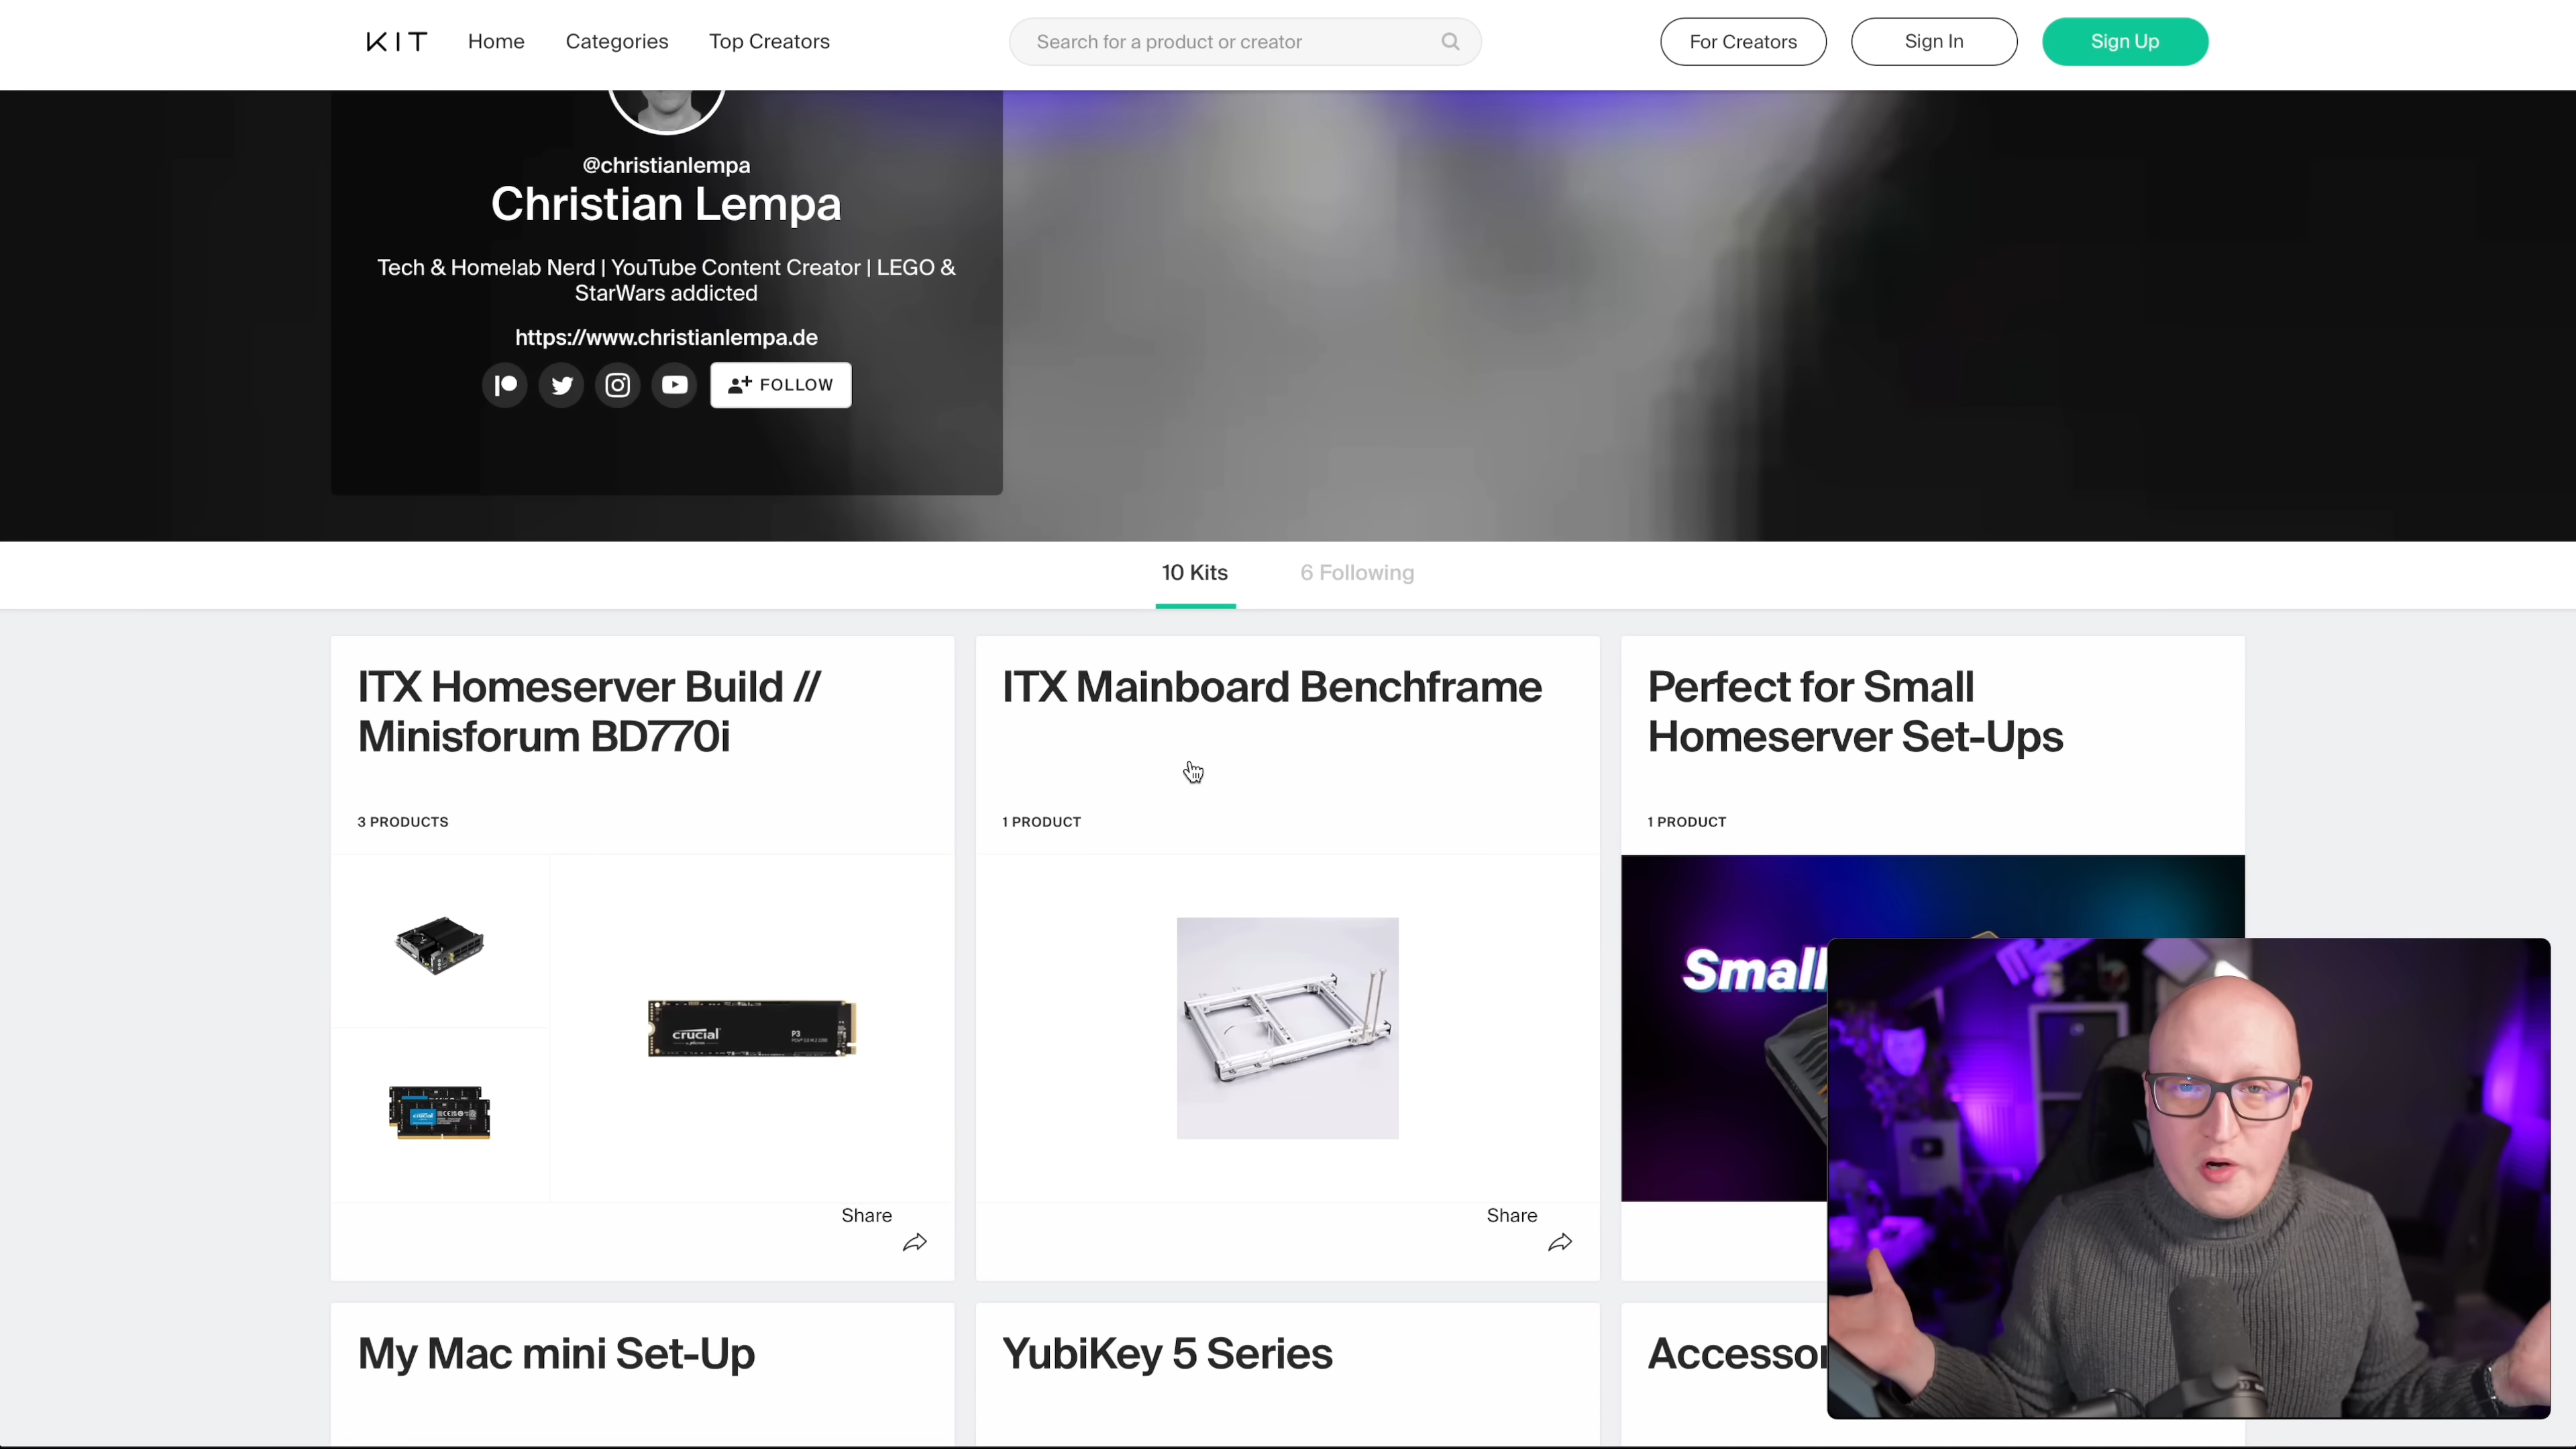 KIT
Home
Categories
Top Creators
Search for a product or creator
For Creators
Sign In
Sign Up
@christianlempa
Christian Lempa
Tech & Homelab Nerd | YouTube Content Creator | LEGO &
StarWars addicted
https://www.christianlempa.de
FOLLOW
10 Kits
6 Following
ITX Homeserver Build //
Minisforum BD770i
3 PRODUCTS
crucial
P3
Share
ITX Mainboard Benchframe
1 PRODUCT
Share
Perfect for Small
Homeserver Set-Ups
1 PRODUCT
Small
My Mac mini Set-Up
YubiKey 5 Series